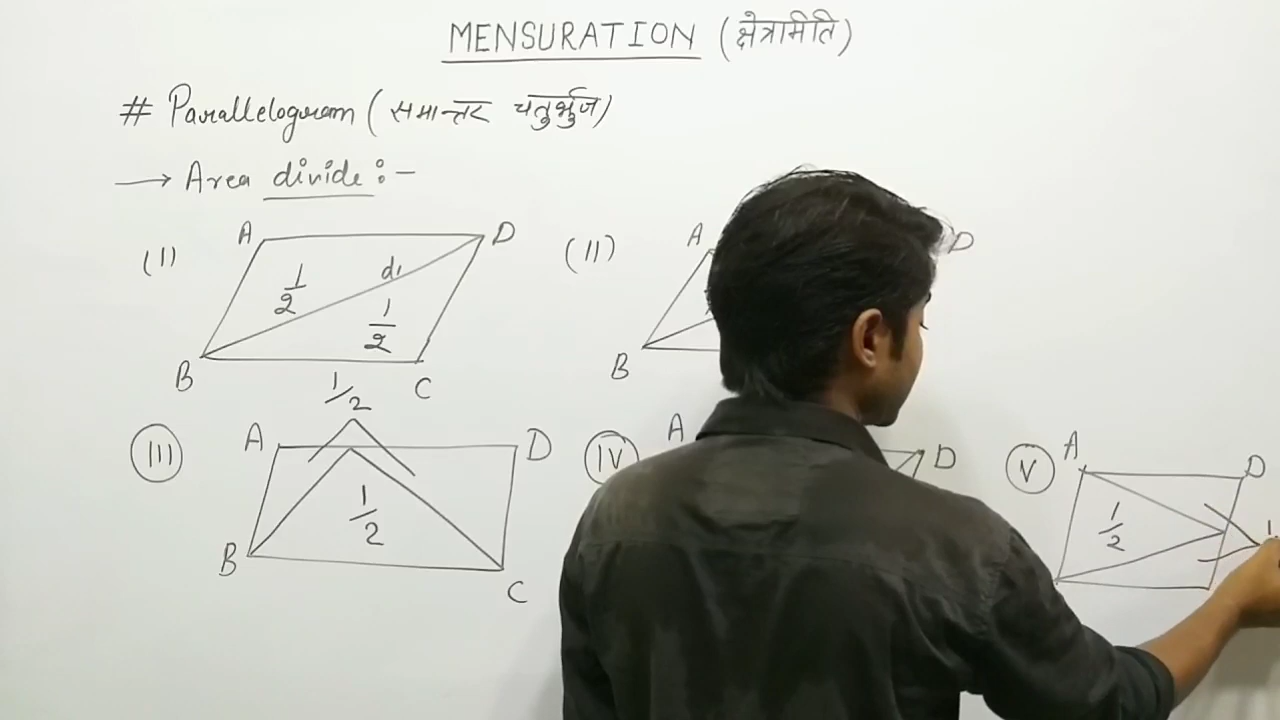 MENSURATION (क्षेत्रामिति)
# Parallelogram (समान्तर चतुर्भुज)
→ Area divide :-
(I) A D
1/2 d1
1/2
B C
(II) A D
B
(III) A 1/2 D
1/2
B C
(IV) A D
(V) A D
1/2